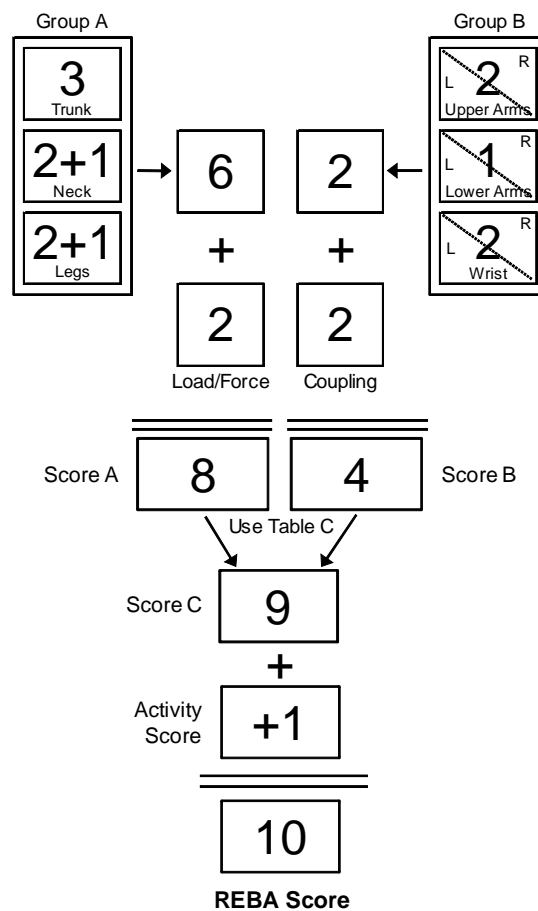 Group A
3
Trunk
2+1
Neck
2+1
Legs
Group B
L 2 R
Upper Arms
L 1 R
Lower Arms
L 2 R
Wrist
6 2
+ +
2 2
Load/Force Coupling
Score A 8 4 Score B
Use Table C
Score C 9
+
Activity
Score
+1
10
REBA Score